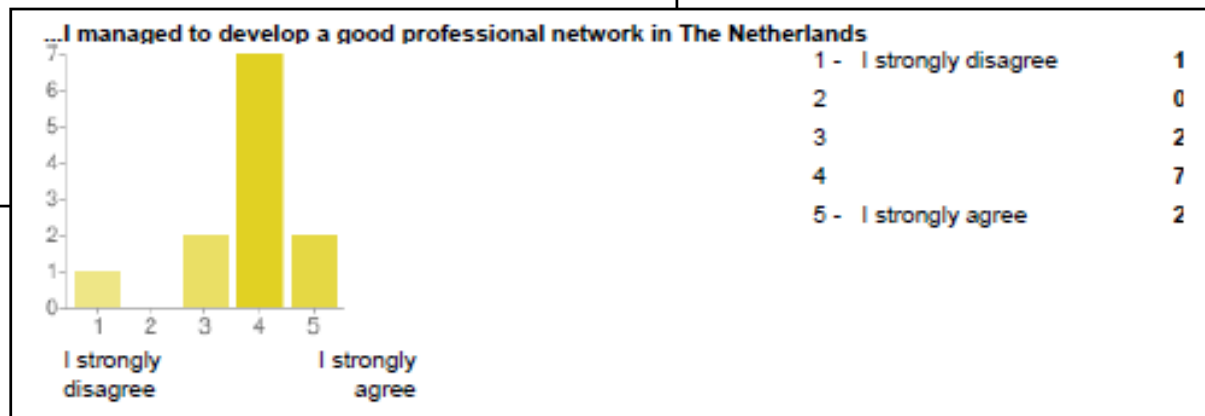 ...I managed to develop a good professional network in The Netherlands
7
6
5
4
3
2
1
0
1 2 3 4 5
I strongly disagree
I strongly agree
1 - I strongly disagree 1
2 0
3 2
4 7
5 - I strongly agree 2